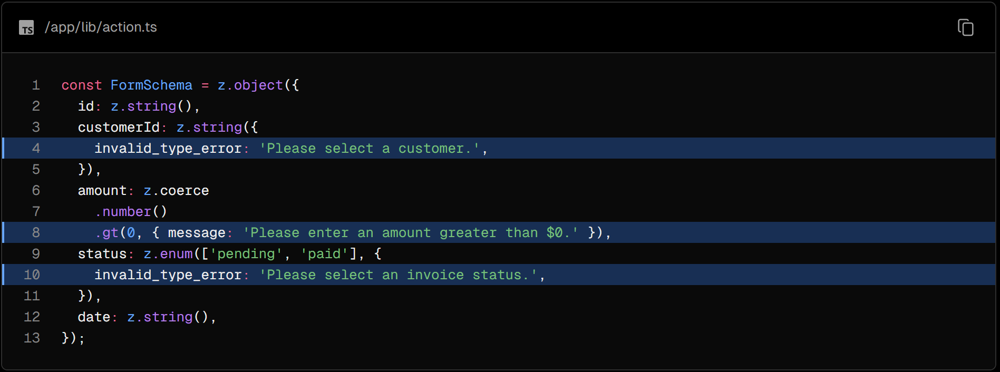 TS /app/lib/action.ts
1 const FormSchema = z.object({
2   id: z.string(),
3   customerId: z.string({
4     invalid_type_error: 'Please select a customer.',
5   }),
6   amount: z.coerce
7     .number()
8     .gt(0, { message: 'Please enter an amount greater than $0.' }),
9   status: z.enum(['pending', 'paid'], {
10     invalid_type_error: 'Please select an invoice status.',
11   }),
12   date: z.string(),
13 });